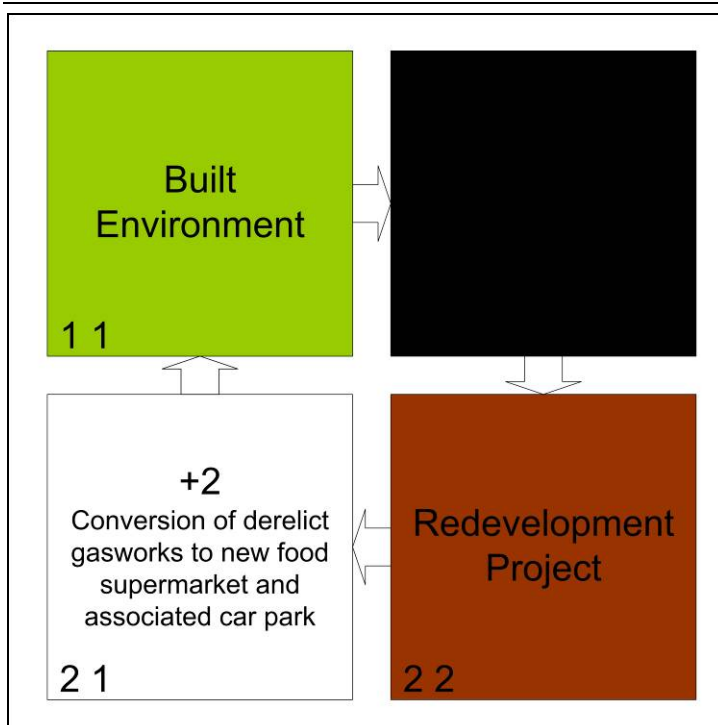 Built
Environment
1 1
+2
Conversion of derelict
gasworks to new food
supermarket and
associated car park
2 1
Redevelopment
Project
2 2